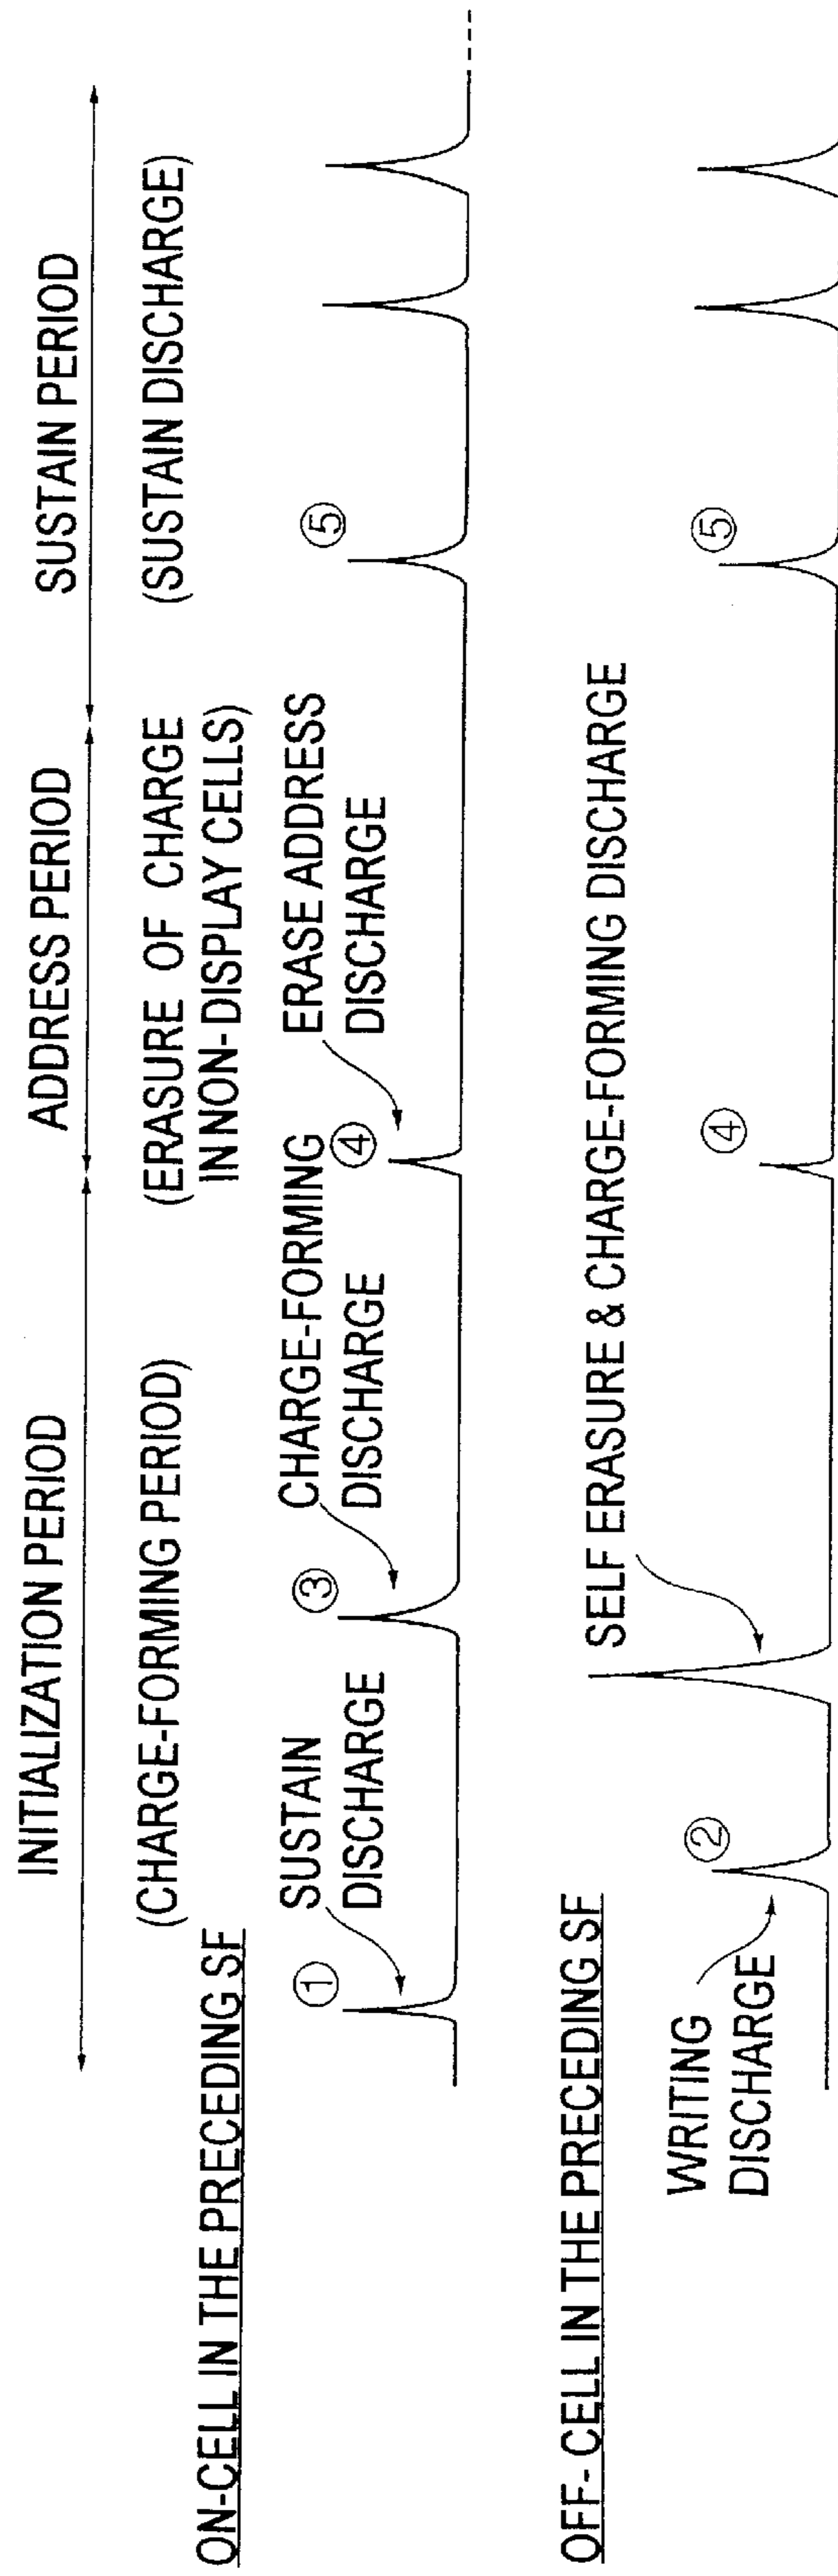 INITIALIZATION PERIOD
ADDRESS PERIOD
SUSTAIN PERIOD
(CHARGE-FORMING PERIOD)
(ERASURE OF CHARGE
IN NON-DISPLAY CELLS)
(SUSTAIN DISCHARGE)
ON-CELL IN THE PRECEDING SF
①
SUSTAIN
DISCHARGE
③
CHARGE-FORMING
DISCHARGE
④
ERASE ADDRESS
DISCHARGE
⑤
OFF-CELL IN THE PRECEDING SF
WRITING
DISCHARGE
②
SELF ERASURE & CHARGE-FORMING DISCHARGE
④
⑤